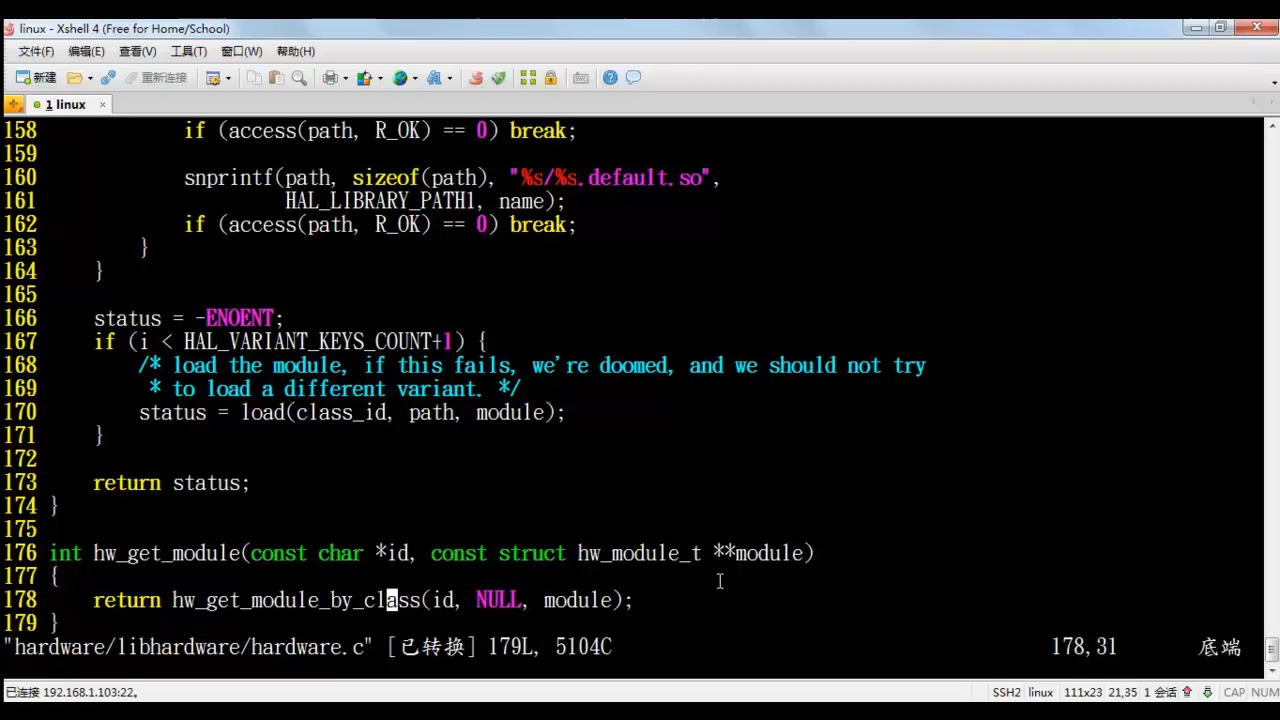 linux - Xshell 4 (Free for Home/School)
文件(F) 编辑(E) 查看(V) 工具(T) 窗口(W) 帮助(H)
新建 重新连接
1 linux
158             if (access(path, R_OK) == 0) break;
159
160             snprintf(path, sizeof(path), "%s/%s.default.so",
161                      HAL_LIBRARY_PATH1, name);
162             if (access(path, R_OK) == 0) break;
163         }
164     }
165
166     status = -ENOENT;
167     if (i < HAL_VARIANT_KEYS_COUNT+1) {
168         /* load the module, if this fails, we're doomed, and we should not try
169          * to load a different variant. */
170         status = load(class_id, path, module);
171     }
172
173     return status;
174 }
175
176 int hw_get_module(const char *id, const struct hw_module_t **module)
177 {
178     return hw_get_module_by_class(id, NULL, module);
179 }
"hardware/libhardware/hardware.c" [已转换] 179L, 5104C 178,31 底端
已连接 192.168.1.103:22。 SSH2 linux 111x23 21,35 1 会话 CAP NUM